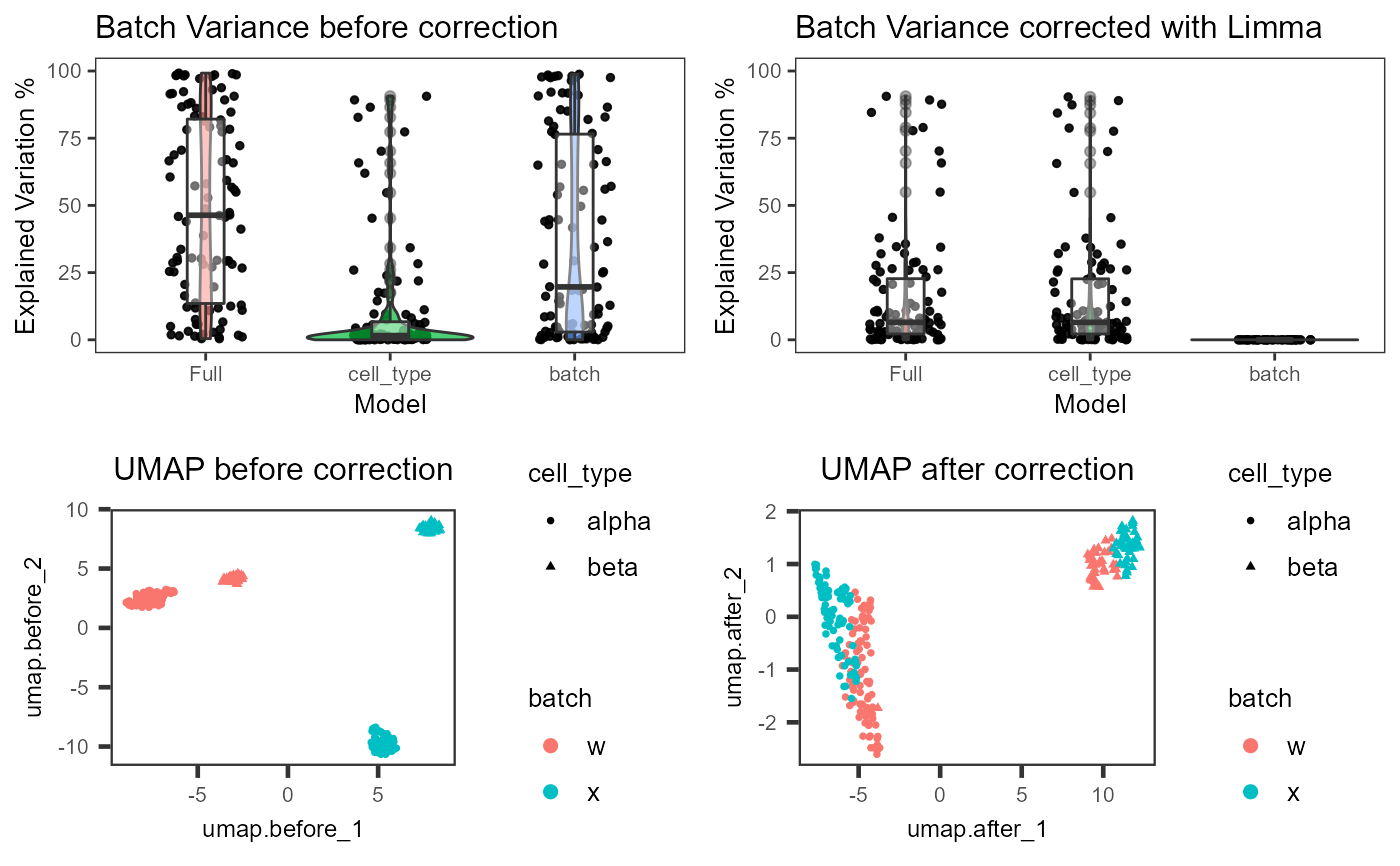 Batch Variance before correction
Explained Variation %
100
75
50
25
0
Full cell_type batch
Model
Batch Variance corrected with Limma
Explained Variation %
100
75
50
25
0
Full cell_type batch
Model
UMAP before correction
umap.before_2
10
5
0
-5
-10
-5 0 5
umap.before_1
cell_type
alpha
beta
batch
w
x
UMAP after correction
umap.after_2
2
1
0
-1
-2
-5 0 5 10
umap.after_1
cell_type
alpha
beta
batch
w
x